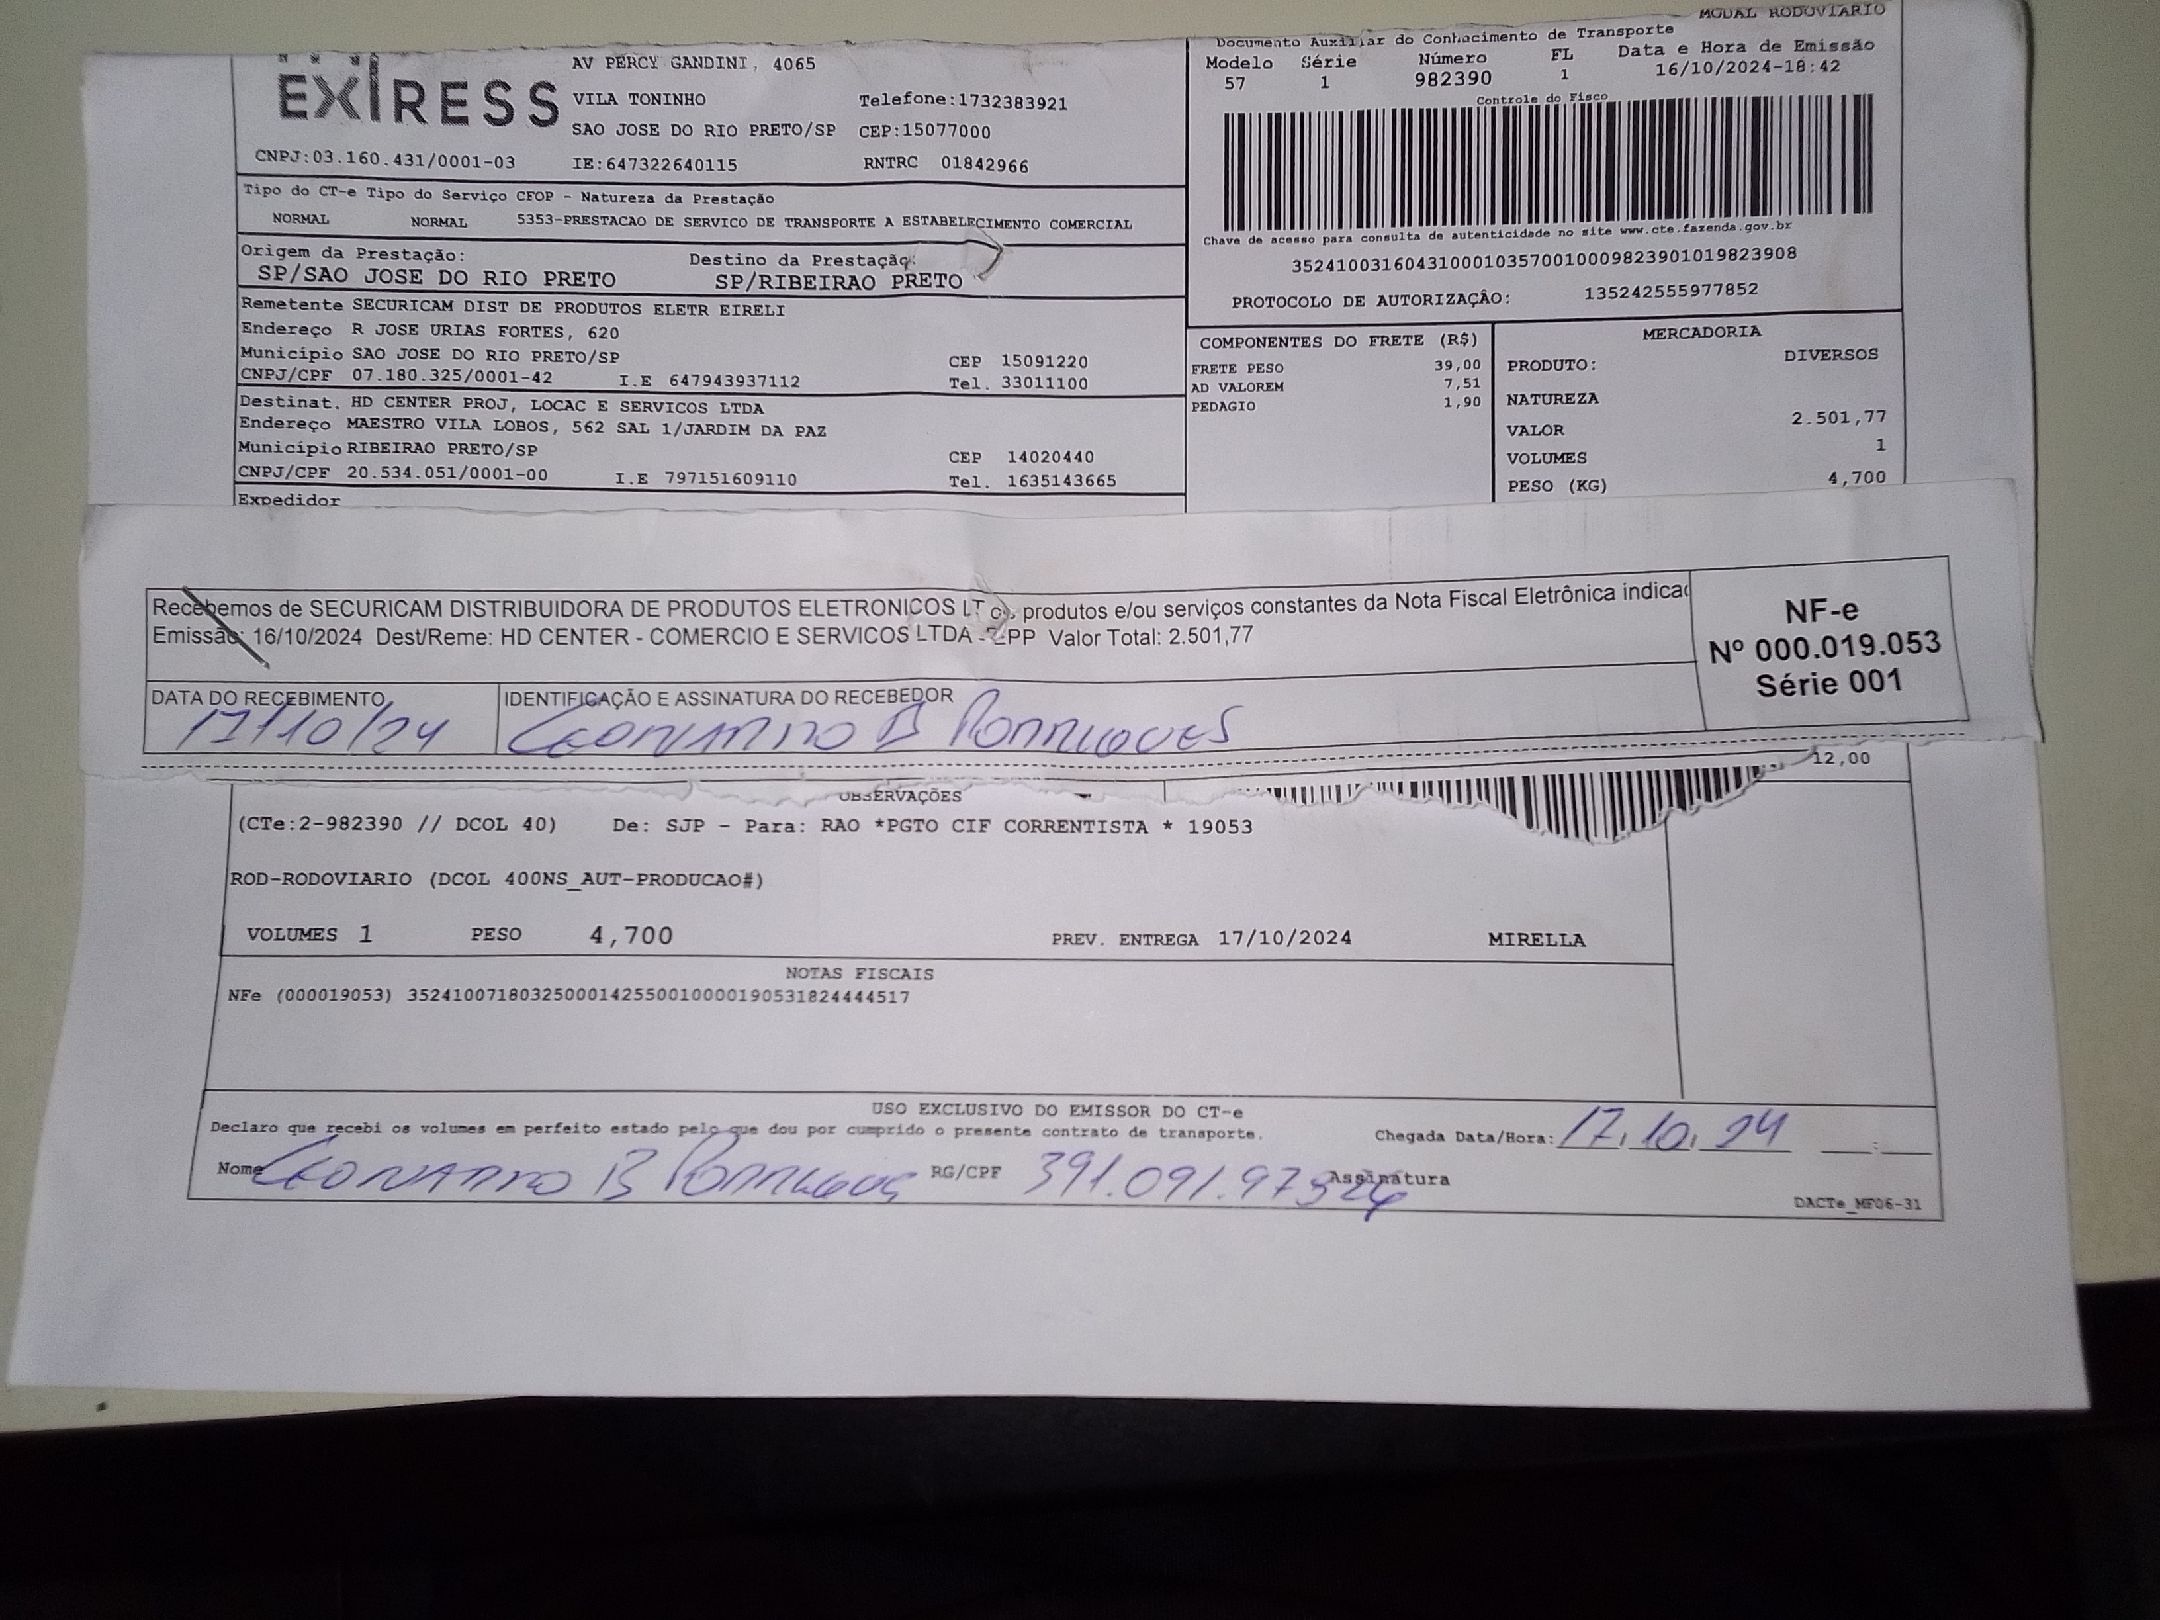 MODAL RODOVIARIO
EXPRESS
AV PERCY GANDINI, 4065
VILA TONINHO Telefone:1732383921
SAO JOSE DO RIO PRETO/SP CEP:15077000
CNPJ:03.160.431/0001-03 IE:647322640115 RNTRC 01842966
Documento Auxiliar do Conhecimento de Transporte
Modelo Série Número FL Data e Hora de Emissão
57 1 982390 1 16/10/2024-18:42
Controle do Fisco
Chave de acesso para consulta de autenticidade no site www.cte.fazenda.gov.br
35241003160431000103570010009823901019823908
PROTOCOLO DE AUTORIZAÇÂO: 135242555977852
Tipo do CT-e Tipo do Serviço CFOP - Natureza da Prestação
NORMAL NORMAL 5353-PRESTACAO DE SERVICO DE TRANSPORTE A ESTABELECIMENTO COMERCIAL
Origem da Prestação: Destino da Prestação:
SP/SAO JOSE DO RIO PRETO SP/RIBEIRAO PRETO
Remetente SECURICAM DIST DE PRODUTOS ELETR EIRELI
Endereço R JOSE URIAS FORTES, 620
Município SAO JOSE DO RIO PRETO/SP CEP 15091220
CNPJ/CPF 07.180.325/0001-42 I.E 647943937112 Tel. 33011100
Destinat. HD CENTER PROJ, LOCAC E SERVICOS LTDA
Endereço MAESTRO VILA LOBOS, 562 SAL 1/JARDIM DA PAZ
Município RIBEIRAO PRETO/SP CEP 14020440
CNPJ/CPF 20.534.051/0001-00 I.E 797151609110 Tel. 1635143665
Expedidor
COMPONENTES DO FRETE (R$)
FRETE PESO 39,00
AD VALOREM 7,51
PEDAGIO 1,90
MERCADORIA
PRODUTO: DIVERSOS
NATUREZA
VALOR 2.501,77
VOLUMES 1
PESO (KG) 4,700
Recebemos de SECURICAM DISTRIBUIDORA DE PRODUTOS ELETRONICOS LT produtos e/ou serviços constantes da Nota Fiscal Eletrônica indica
Emissão: 16/10/2024 Dest/Reme: HD CENTER - COMERCIO E SERVICOS LTDA - EPP Valor Total: 2.501,77
NF-e
Nº 000.019.053
Série 001
DATA DO RECEBIMENTO IDENTIFICAÇÃO E ASSINATURA DO RECEBEDOR
17/10/24 LEONARDO B RODRIGUES
12,00
OBSERVAÇÕES
(CTe:2-982390 // DCOL 40) De: SJP - Para: RAO *PGTO CIF CORRENTISTA * 19053
ROD-RODOVIARIO (DCOL 400NS_AUT-PRODUCAO#)
VOLUMES 1 PESO 4,700 PREV. ENTREGA 17/10/2024 MIRELLA
NOTAS FISCAIS
NFe (000019053) 35241007180325000142550010000190531824444517
USO EXCLUSIVO DO EMISSOR DO CT-e
Declaro que recebi os volumes em perfeito estado pelo que dou por cumprido o presente contrato de transporte. Chegada Data/Hora: 17.10.24
Nome LEONARDO B RODRIGUES RG/CPF 391.091.97 Assinatura
DACTe_MF06-31